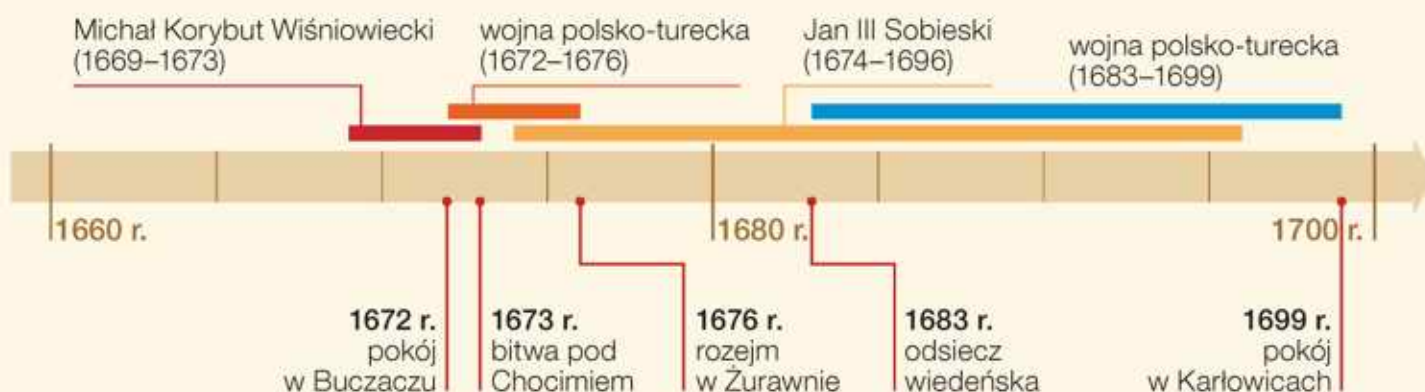 Michał Korybut Wiśniowiecki
(1669–1673)
wojna polsko-turecka
(1672–1676)
Jan III Sobieski
(1674–1696)
wojna polsko-turecka
(1683–1699)
1660 r.
1680 r.
1700 r.
1672 r.
pokój
w Buczaczu
1673 r.
bitwa pod
Chocimiem
1676 r.
rozejm
w Żurawnie
1683 r.
odsiecz
wiedeńska
1699 r.
pokój
w Karłowicach